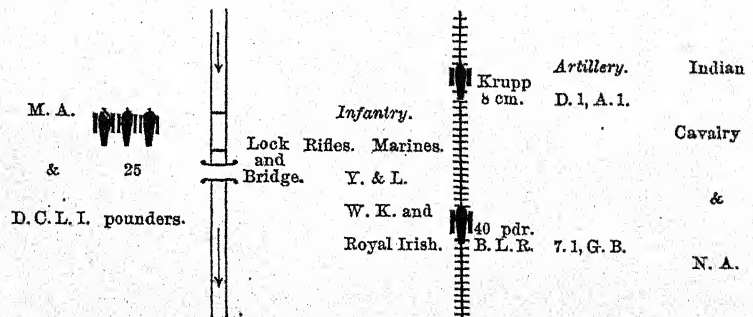 M. A.
& 25
D. C. L. I. pounders.
Lock
and
Bridge.
Infantry.
Rifles. Marines.
Y. & L.
W. K. and
Royal Irish.
Krupp
8 cm.
40 pdr.
B. L. R.
Artillery.
D. 1, A. 1.
7. 1, G. B.
Indian
Cavalry
&
N. A.